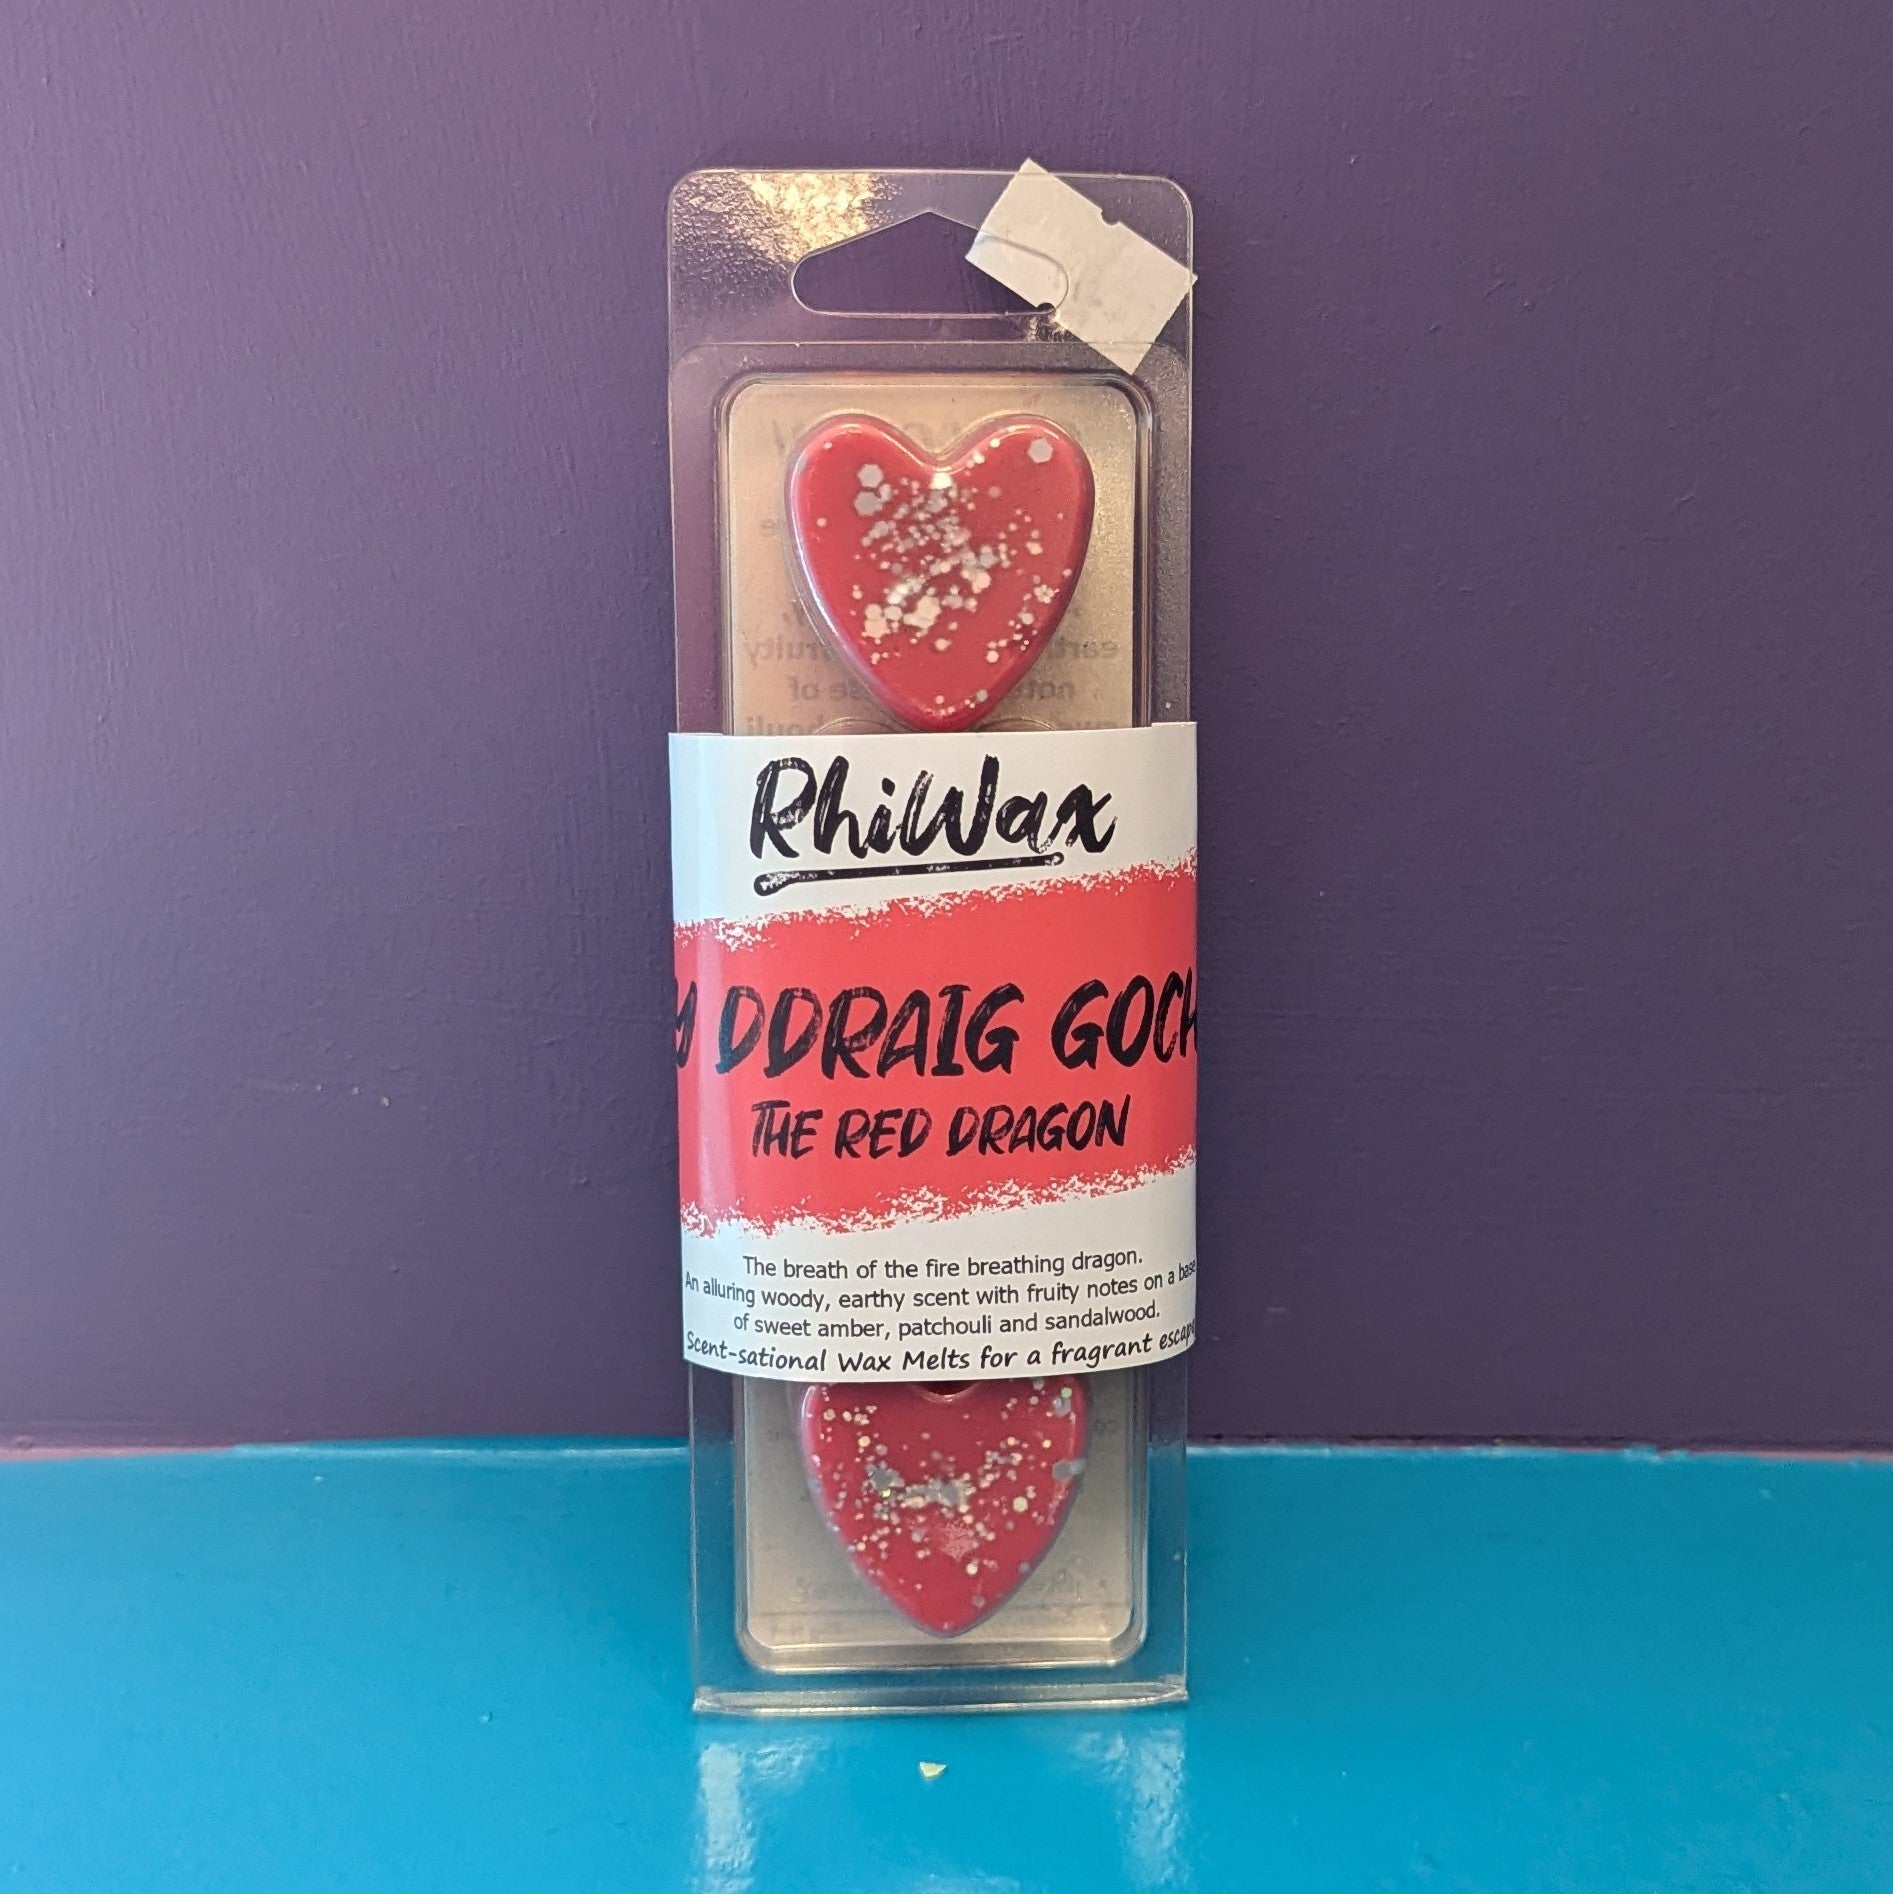 RhiWax
Y DDRAIG GOCH
THE RED DRAGON
The breath of the fire breathing dragon.
An alluring woody, earthy scent with fruity notes on a base
of sweet amber, patchouli and sandalwood.
Scent-sational Wax Melts for a fragrant escape